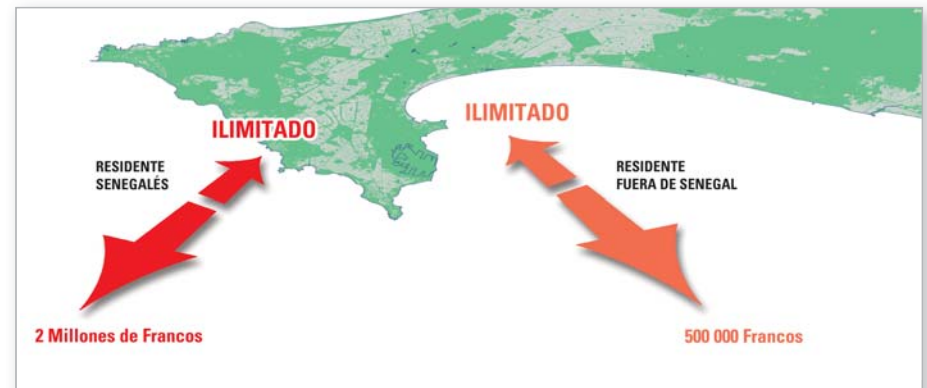 ILIMITADO
RESIDENTE
SENEGALÉS
2 Millones de Francos
ILIMITADO
RESIDENTE
FUERA DE SENEGAL
500 000 Francos